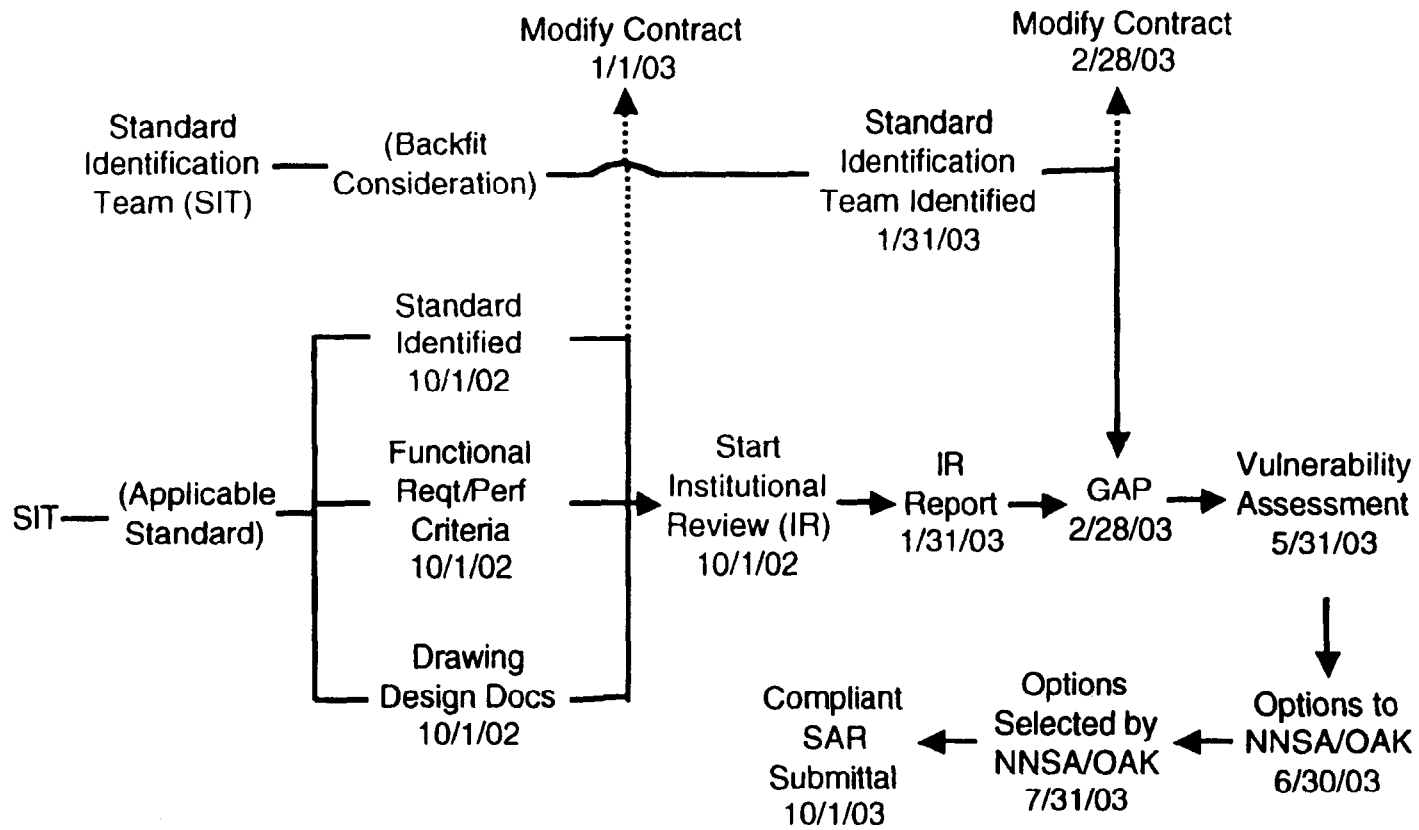 Modify Contract
1/1/03
Modify Contract
2/28/03
Standard
Identification
Team (SIT)
(Backfit
Consideration)
Standard
Identification
Team Identified
1/31/03
SIT
(Applicable
Standard)
Standard
Identified
10/1/02
Functional
Reqt/Perf
Criteria
10/1/02
Drawing
Design Docs
10/1/02
Start
Institutional
Review (IR)
10/1/02
IR
Report
1/31/03
GAP
2/28/03
Vulnerability
Assessment
5/31/03
Options to
NNSA/OAK
6/30/03
Options
Selected by
NNSA/OAK
7/31/03
Compliant
SAR
Submittal
10/1/03